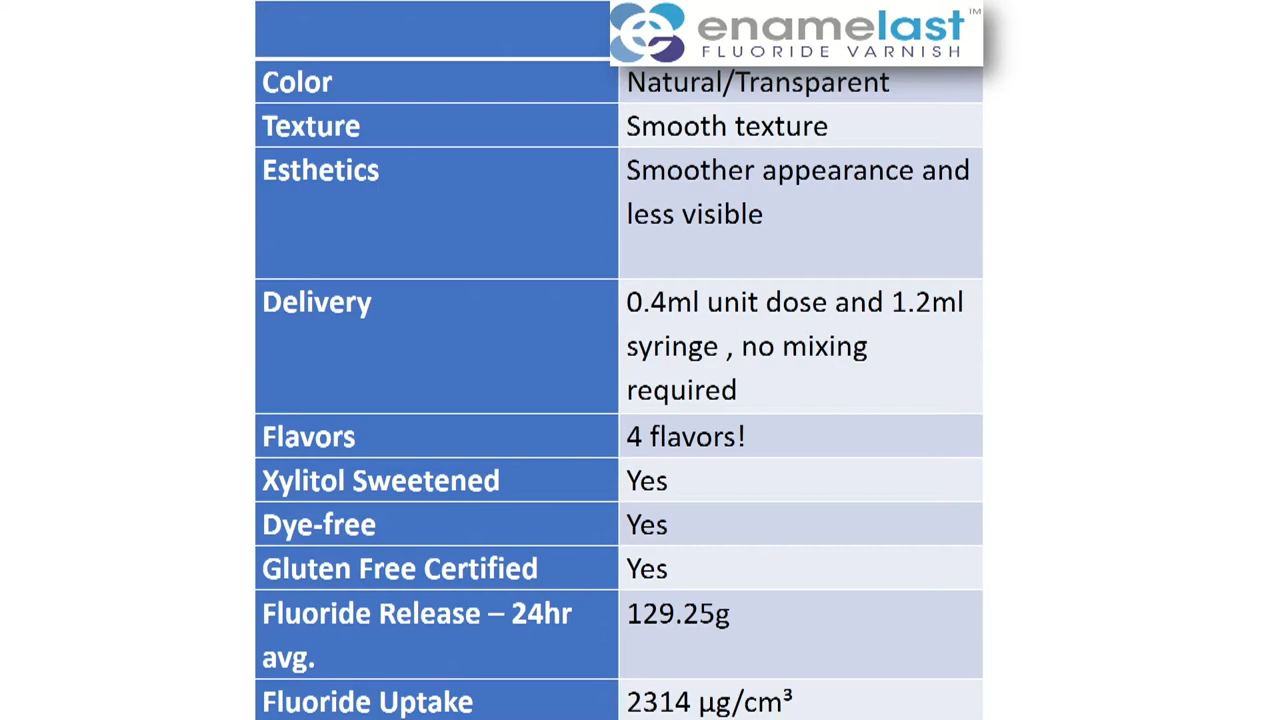 enamelast™
FLUORIDE VARNISH
Color
Natural/Transparent
Texture
Smooth texture
Esthetics
Smoother appearance and
less visible
Delivery
0.4ml unit dose and 1.2ml
syringe , no mixing
required
Flavors
4 flavors!
Xylitol Sweetened
Yes
Dye-free
Yes
Gluten Free Certified
Yes
Fluoride Release – 24hr
avg.
129.25g
Fluoride Uptake
2314 µg/cm³